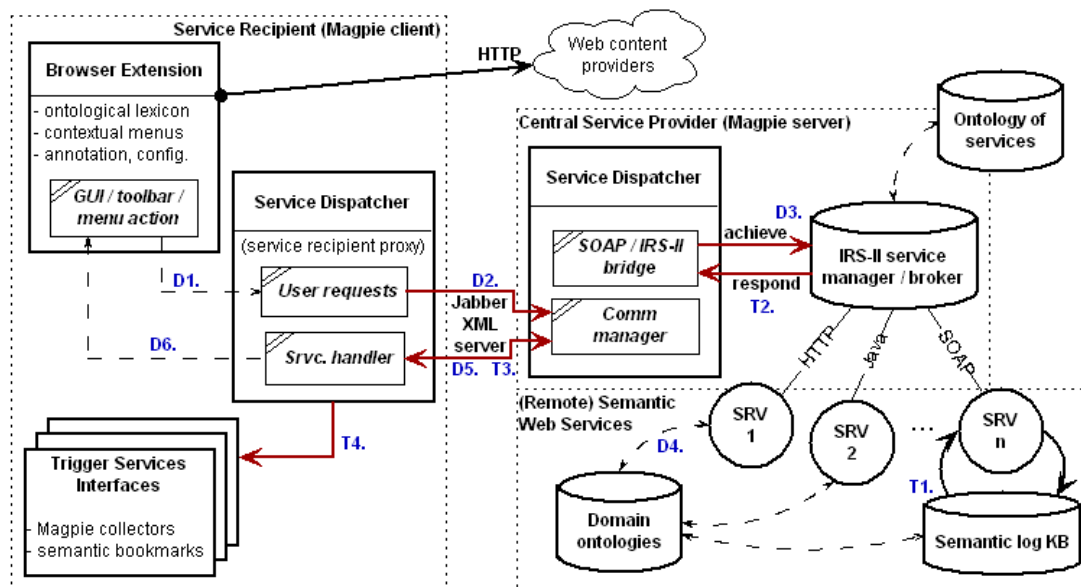 Service Recipient (Magpie client)
Browser Extension
- ontological lexicon
- contextual menus
- annotation, config.
GUI / toolbar /
menu action
HTTP
Web content
providers
Service Dispatcher
(service recipient proxy)
User requests
Srvc. handler
D1.
D6.
D2.
Jabber
XML
server
D5. T3.
T4.
Trigger Services
Interfaces
- Magpie collectors
- semantic bookmarks
Central Service Provider (Magpie server)
Service Dispatcher
SOAP / IRS-II
bridge
Comm
manager
D3.
achieve
respond
T2.
Ontology of
services
IRS-II service
manager / broker
HTTP
Java
SOAP
(Remote) Semantic
Web Services
SRV
1
SRV
2
...
SRV
n
D4.
T1.
Domain
ontologies
Semantic log KB